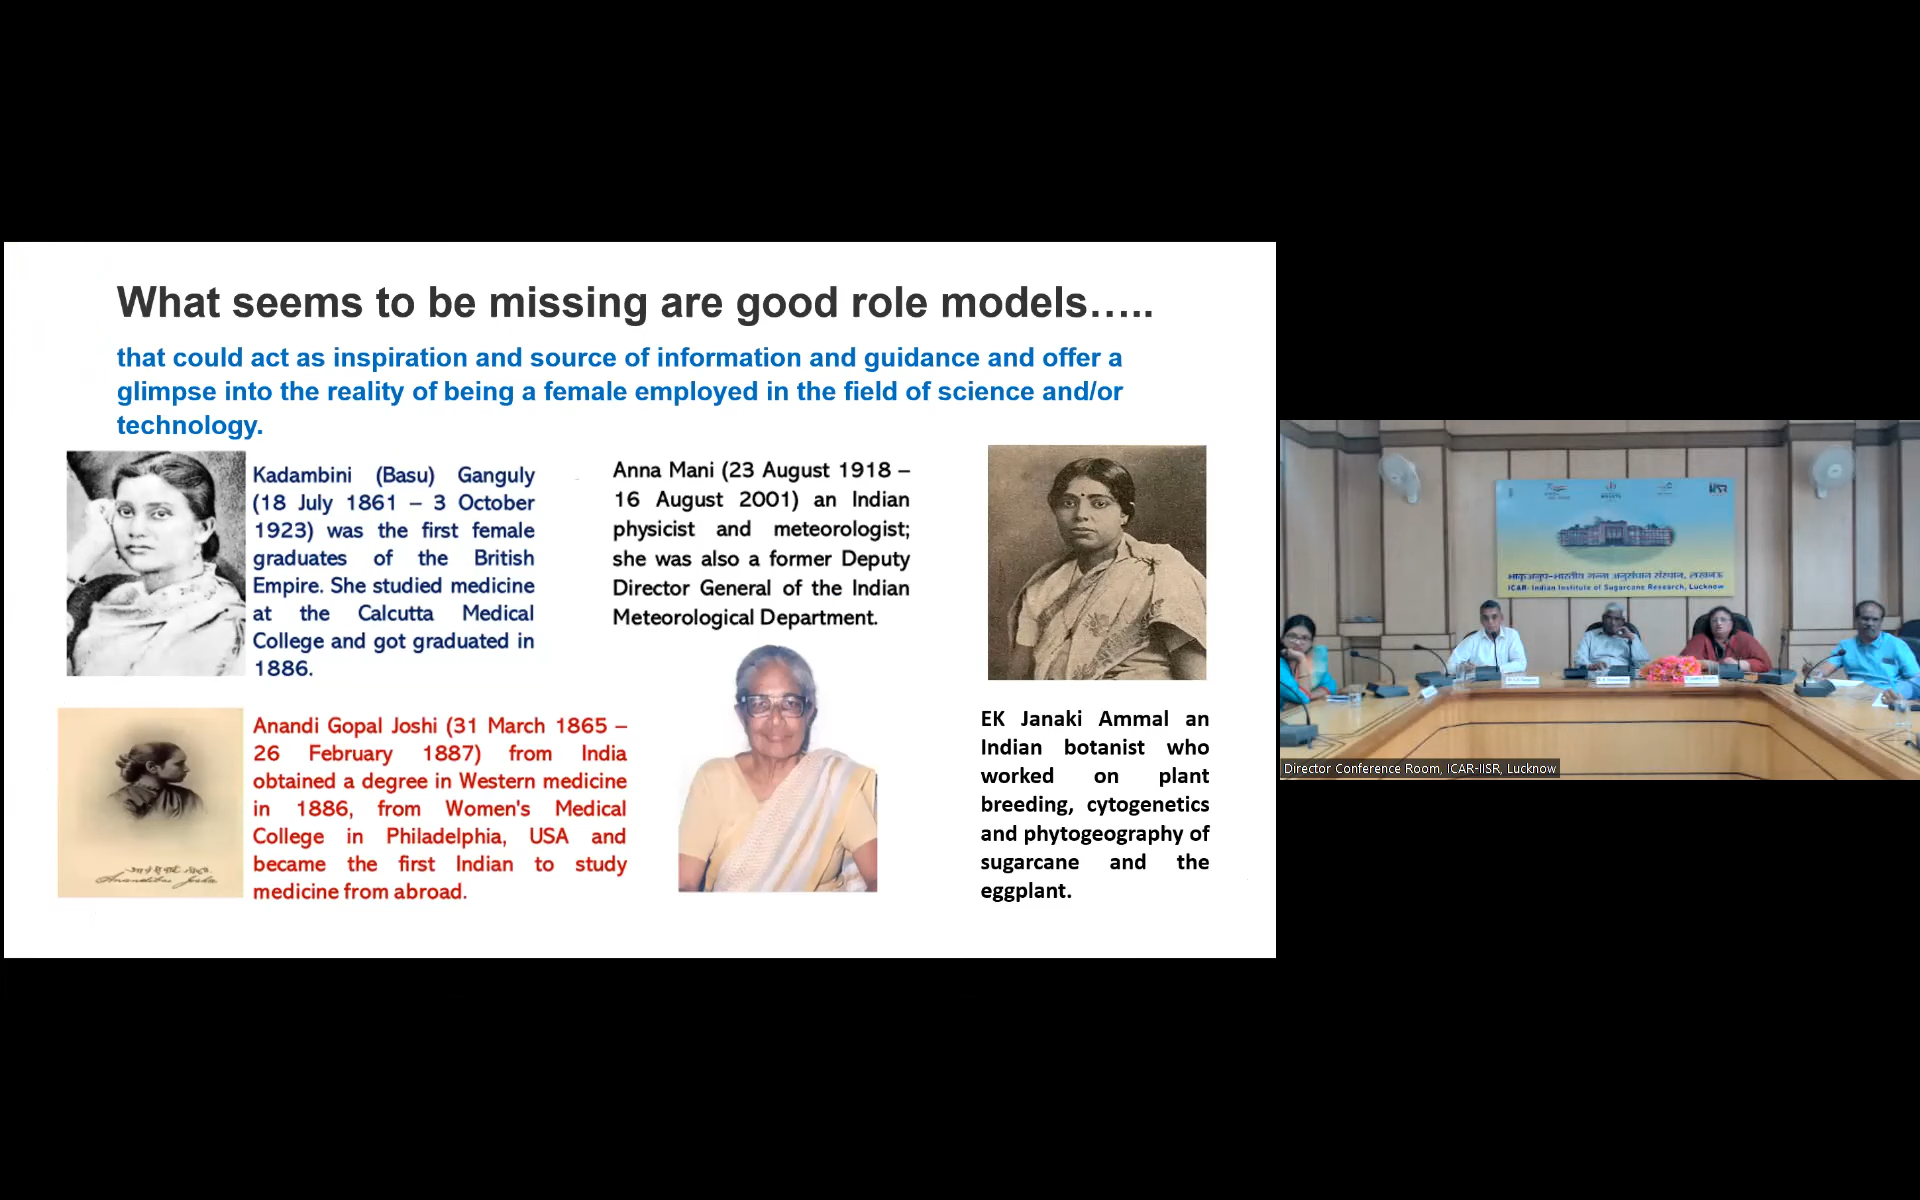 What seems to be missing are good role models…..
that could act as inspiration and source of information and guidance and offer a
glimpse into the reality of being a female employed in the field of science and/or
technology.
Kadambini (Basu) Ganguly
(18 July 1861 – 3 October
1923) was the first female
graduates of the British
Empire. She studied medicine
at the Calcutta Medical
College and got graduated in
1886.
Anandi Gopal Joshi (31 March 1865 –
26 February 1887) from India
obtained a degree in Western medicine
in 1886, from Women's Medical
College in Philadelphia, USA and
became the first Indian to study
medicine from abroad.
Anna Mani (23 August 1918 –
16 August 2001) an Indian
physicist and meteorologist;
she was also a former Deputy
Director General of the Indian
Meteorological Department.
EK Janaki Ammal an
Indian botanist who
worked on plant
breeding, cytogenetics
and phytogeography of
sugarcane and the
eggplant.
भाकृअनुप-भारतीय गन्ना अनुसंधान संस्थान, लखनऊ
ICAR- Indian Institute of Sugarcane Research, Lucknow
Director Conference Room, ICAR-IISR, Lucknow